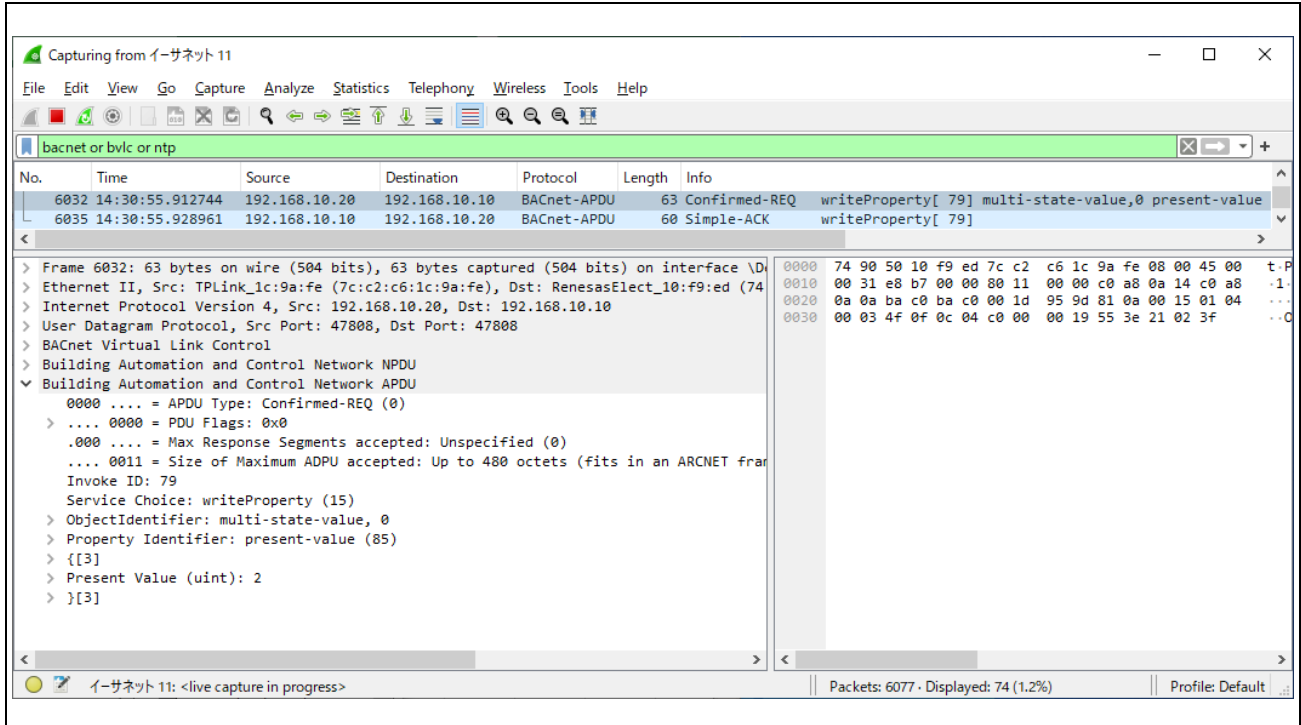 Capturing from イーサネット 11
File Edit View Go Capture Analyze Statistics Telephony Wireless Tools Help
bacnet or bvlc or ntp
No. Time Source Destination Protocol Length Info
6032 14:30:55.912744 192.168.10.20 192.168.10.10 BACnet-APDU 63 Confirmed-REQ writeProperty[ 79] multi-state-value,0 present-value
6035 14:30:55.928961 192.168.10.10 192.168.10.20 BACnet-APDU 60 Simple-ACK writeProperty[ 79]
Frame 6032: 63 bytes on wire (504 bits), 63 bytes captured (504 bits) on interface \De
Ethernet II, Src: TPLink_1c:9a:fe (7c:c2:c6:1c:9a:fe), Dst: RenesasElect_10:f9:ed (74
Internet Protocol Version 4, Src: 192.168.10.20, Dst: 192.168.10.10
User Datagram Protocol, Src Port: 47808, Dst Port: 47808
BACnet Virtual Link Control
Building Automation and Control Network NPDU
Building Automation and Control Network APDU
0000 .... = APDU Type: Confirmed-REQ (0)
.... 0000 = PDU Flags: 0x0
.000 .... = Max Response Segments accepted: Unspecified (0)
.... 0011 = Size of Maximum ADPU accepted: Up to 480 octets (fits in an ARCNET fram
Invoke ID: 79
Service Choice: writeProperty (15)
ObjectIdentifier: multi-state-value, 0
Property Identifier: present-value (85)
{[3]
Present Value (uint): 2
}[3]
0000 74 90 50 10 f9 ed 7c c2 c6 1c 9a fe 08 00 45 00 t·P
0010 00 31 e8 b7 00 00 80 11 00 00 c0 a8 0a 14 c0 a8 ·1·
0020 0a 0a ba c0 ba c0 00 1d 95 9d 81 0a 00 15 01 04 ···
0030 00 03 4f 0f 0c 04 c0 00 00 19 55 3e 21 02 3f ··O
イーサネット 11: <live capture in progress>
Packets: 6077 · Displayed: 74 (1.2%)
Profile: Default